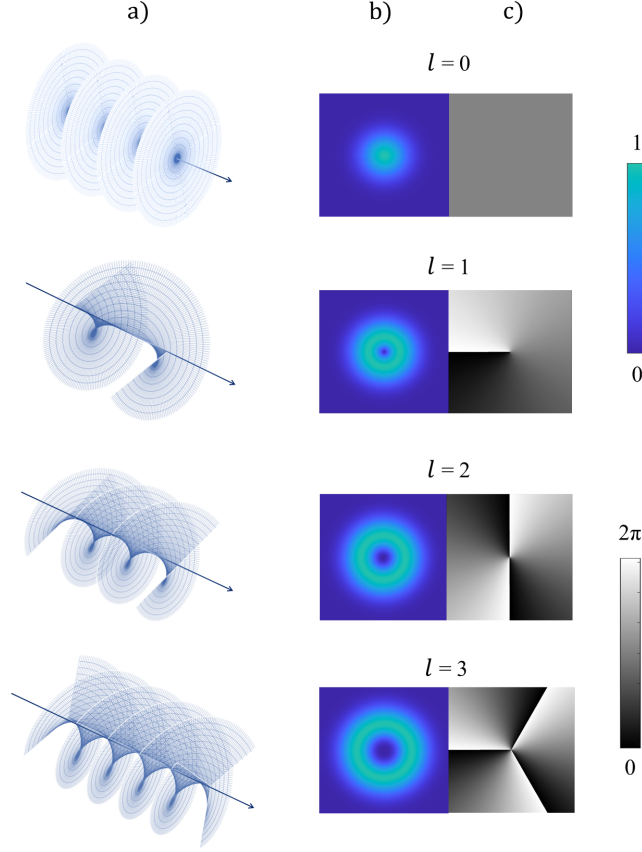 a) b) c)
l = 0
1
0
l = 1
l = 2
2π
0
l = 3